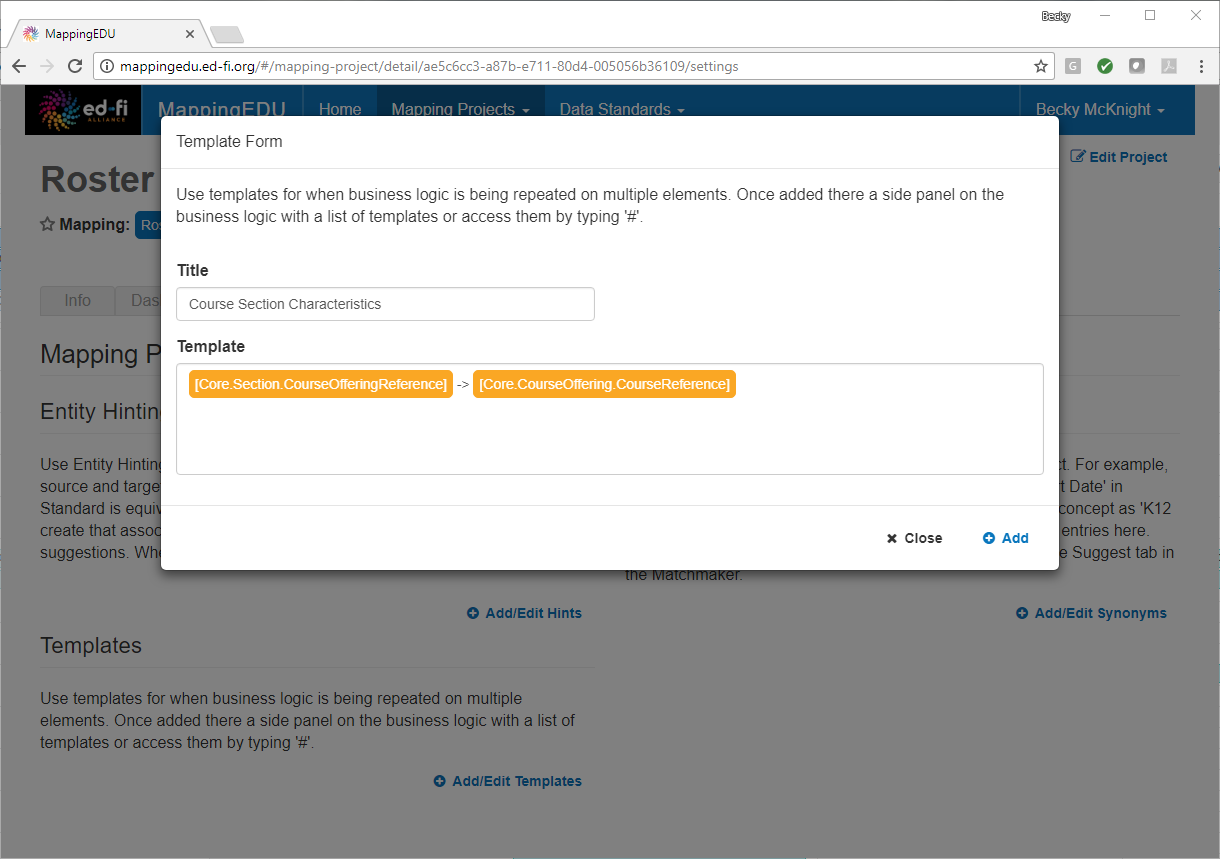 Becky
MappingEDU
mappingedu.ed-fi.org/#/mapping-project/detail/ae5c6cc3-a87b-e711-80d4-005056b36109/settings
G
ed-fi ALLIANCE MappingEDU Home Mapping Projects Data Standards Becky McKnight
Template Form
Edit Project
Roster
Use templates for when business logic is being repeated on multiple elements. Once added there a side panel on the
business logic with a list of templates or access them by typing '#'.
Mapping: Ros
Title
Info Das
Course Section Characteristics
Template
Mapping P
[Core.Section.CourseOfferingReference] -> [Core.CourseOffering.CourseReference]
Entity Hinting
Use Entity Hinting
source and targe
Standard is equiv
create that assoc
suggestions. Whe
t. For example,
t Date' in
concept as 'K12
entries here.
e Suggest tab in
the Matchmaker.
Close Add
Add/Edit Hints
Add/Edit Synonyms
Templates
Use templates for when business logic is being repeated on multiple
elements. Once added there a side panel on the business logic with a list of
templates or access them by typing '#'.
Add/Edit Templates